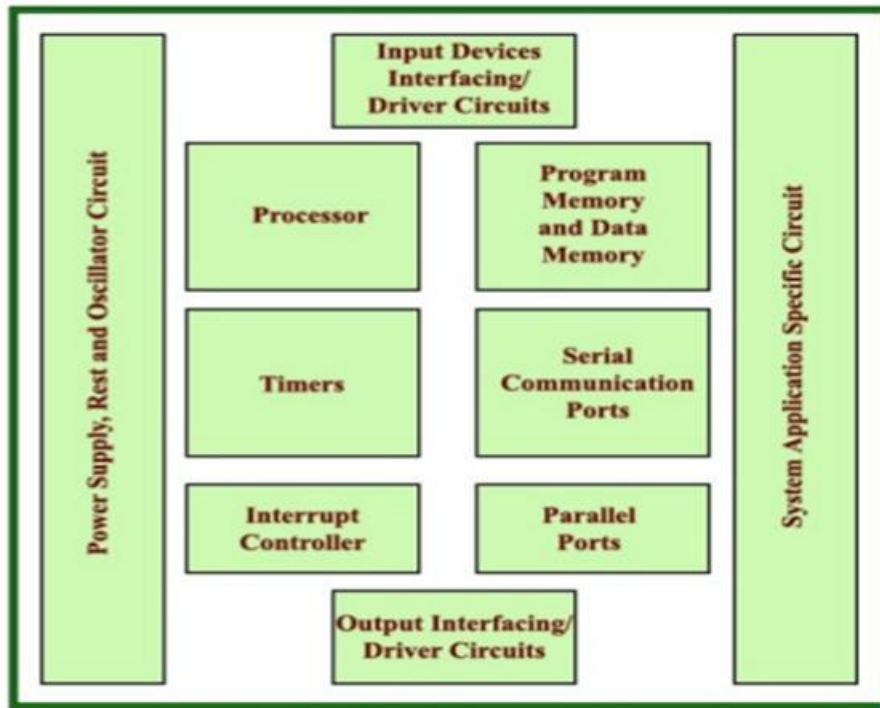 Power Supply, Rest and Oscillator Circuit
Input Devices
Interfacing/
Driver Circuits
Processor
Program
Memory
and Data
Memory
Timers
Serial
Communication
Ports
Interrupt
Controller
Parallel
Ports
Output Interfacing/
Driver Circuits
System Application Specific Circuit